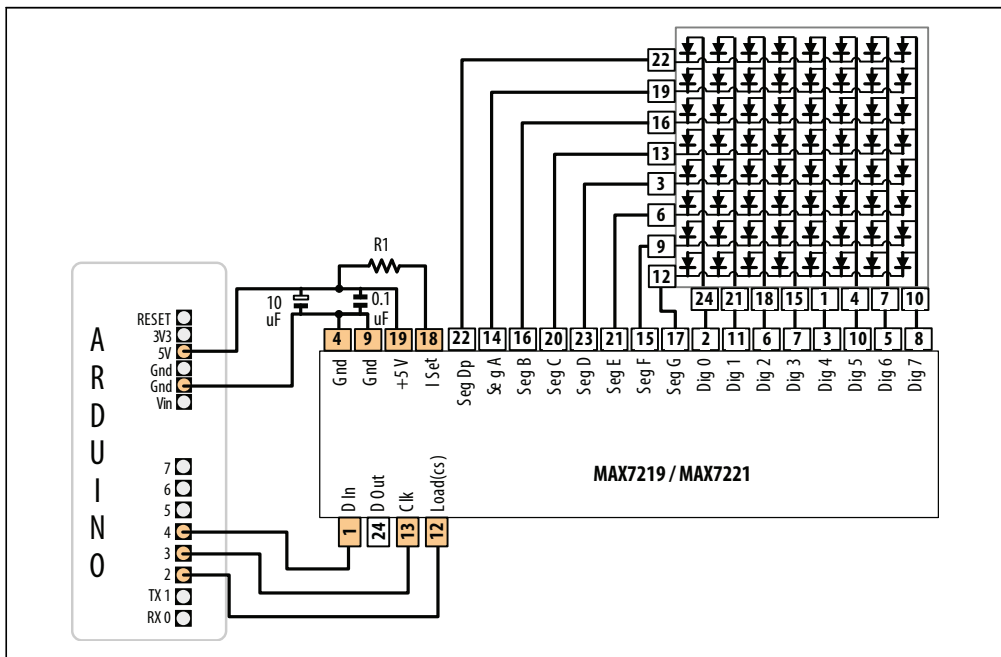 22
19
16
13
3
6
9
12
24 21 18 15 1 4 7 10
R1
10 uF
0.1 uF
ARDUINO
RESET
3V3
5V
Gnd
Gnd
Vin
7
6
5
4
3
2
TX 1
RX 0
4 9 19 18 22 14 16 20 23 21 15 17 2 11 6 7 3 10 5 8
Gnd
Gnd
+5 V
I Set
Seg Dp
Seg A
Seg B
Seg C
Seg D
Seg E
Seg F
Seg G
Dig 0
Dig 1
Dig 2
Dig 3
Dig 4
Dig 5
Dig 6
Dig 7
MAX7219 / MAX7221
D In
D Out
Clk
Load(cs)
1 24 13 12